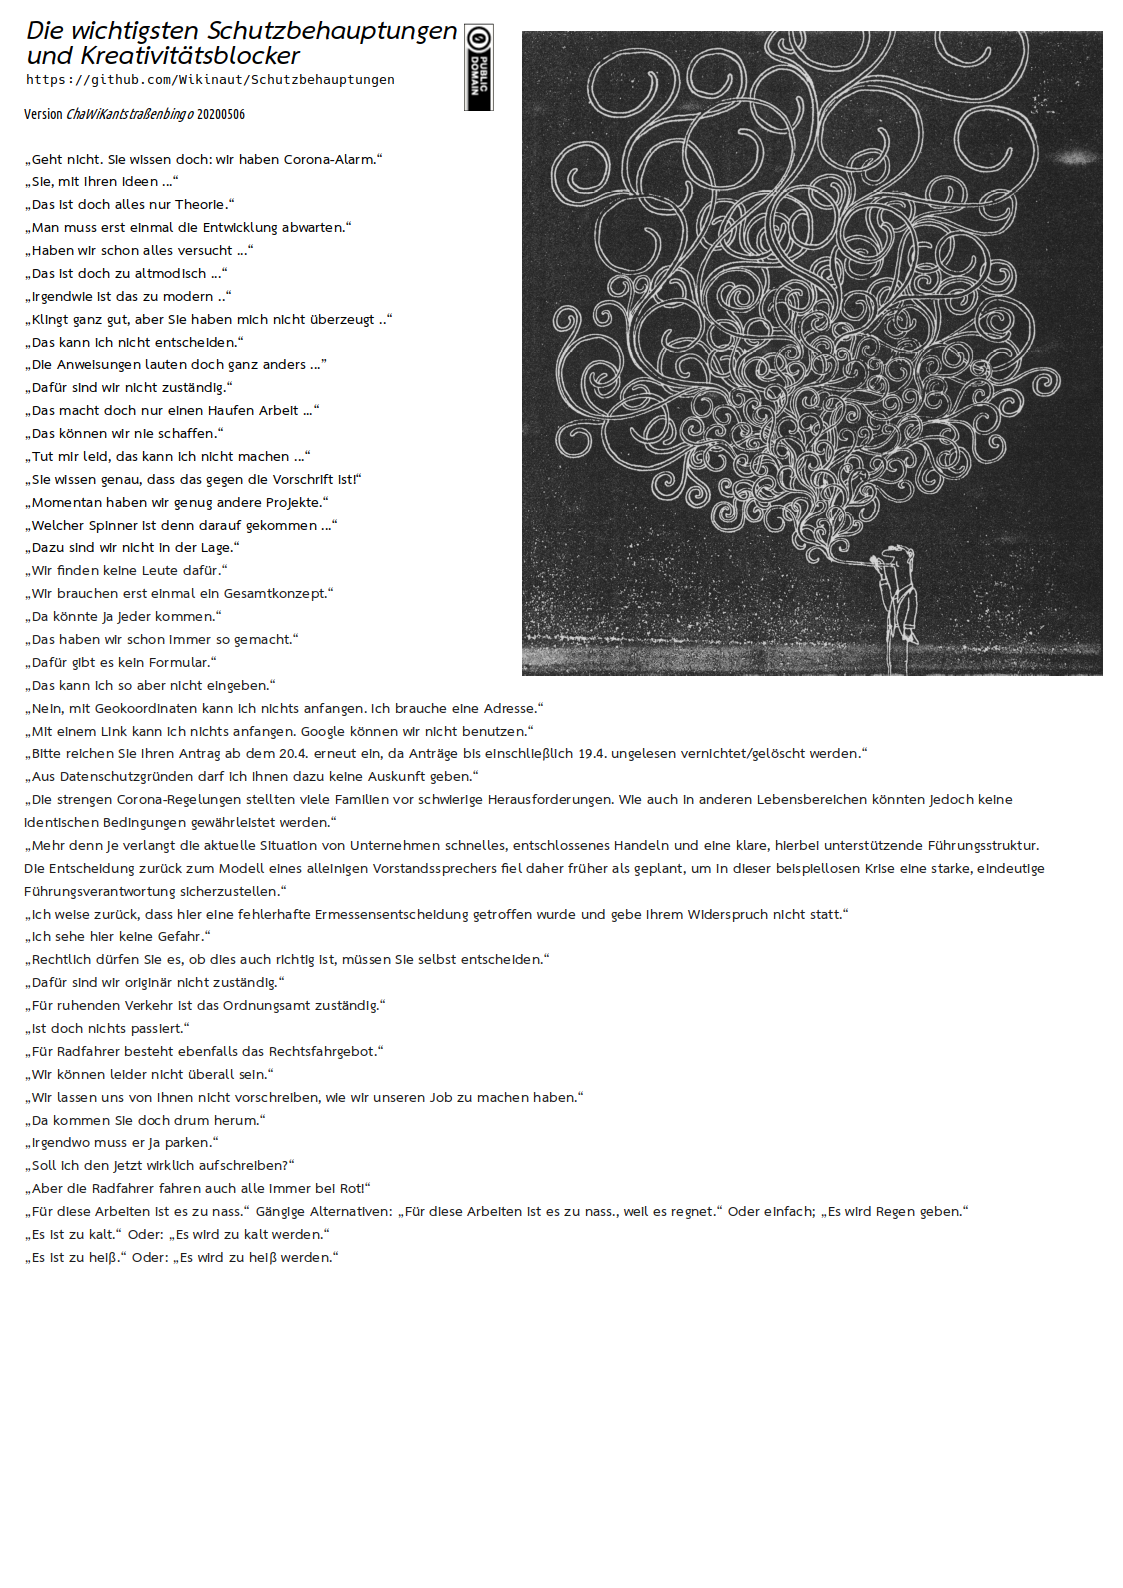 Die wichtigsten Schutzbehauptungen
und Kreativitätsblocker
https://github.com/Wikinaut/Schutzbehauptungen
PUBLIC DOMAIN
Version ChaWiKantstraßenbingo 20200506
„Geht nicht. Sie wissen doch: wir haben Corona-Alarm.“
„Sie, mit Ihren Ideen ...“
„Das ist doch alles nur Theorie.“
„Man muss erst einmal die Entwicklung abwarten.“
„Haben wir schon alles versucht ...“
„Das ist doch zu altmodisch ...“
„Irgendwie ist das zu modern ..“
„Klingt ganz gut, aber Sie haben mich nicht überzeugt ..“
„Das kann ich nicht entscheiden.“
„Die Anweisungen lauten doch ganz anders ...”
„Dafür sind wir nicht zuständig.“
„Das macht doch nur einen Haufen Arbeit ...“
„Das können wir nie schaffen.“
„Tut mir leid, das kann ich nicht machen ...“
„Sie wissen genau, dass das gegen die Vorschrift ist!“
„Momentan haben wir genug andere Projekte.“
„Welcher Spinner ist denn darauf gekommen ...“
„Dazu sind wir nicht in der Lage.“
„Wir finden keine Leute dafür.“
„Wir brauchen erst einmal ein Gesamtkonzept.“
„Da könnte ja jeder kommen.“
„Das haben wir schon immer so gemacht.“
„Dafür gibt es kein Formular.“
„Das kann ich so aber nicht eingeben.“
„Nein, mit Geokoordinaten kann ich nichts anfangen. Ich brauche eine Adresse.“
„Mit einem Link kann ich nichts anfangen. Google können wir nicht benutzen.“
„Bitte reichen Sie Ihren Antrag ab dem 20.4. erneut ein, da Anträge bis einschließlich 19.4. ungelesen vernichtet/gelöscht werden.“
„Aus Datenschutzgründen darf ich Ihnen dazu keine Auskunft geben.“
„Die strengen Corona-Regelungen stellten viele Familien vor schwierige Herausforderungen. Wie auch in anderen Lebensbereichen könnten jedoch keine
identischen Bedingungen gewährleistet werden.“
„Mehr denn je verlangt die aktuelle Situation von Unternehmen schnelles, entschlossenes Handeln und eine klare, hierbei unterstützende Führungsstruktur.
Die Entscheidung zurück zum Modell eines alleinigen Vorstandssprechers fiel daher früher als geplant, um in dieser beispiellosen Krise eine starke, eindeutige
Führungsverantwortung sicherzustellen.“
„Ich weise zurück, dass hier eine fehlerhafte Ermessensentscheidung getroffen wurde und gebe Ihrem Widerspruch nicht statt.“
„Ich sehe hier keine Gefahr.“
„Rechtlich dürfen Sie es, ob dies auch richtig ist, müssen Sie selbst entscheiden.“
„Dafür sind wir originär nicht zuständig.“
„Für ruhenden Verkehr ist das Ordnungsamt zuständig.“
„Ist doch nichts passiert.“
„Für Radfahrer besteht ebenfalls das Rechtsfahrgebot.“
„Wir können leider nicht überall sein.“
„Wir lassen uns von Ihnen nicht vorschreiben, wie wir unseren Job zu machen haben.“
„Da kommen Sie doch drum herum.“
„Irgendwo muss er ja parken.“
„Soll ich den jetzt wirklich aufschreiben?“
„Aber die Radfahrer fahren auch alle immer bei Rot!“
„Für diese Arbeiten ist es zu nass.“ Gängige Alternativen: „Für diese Arbeiten ist es zu nass., weil es regnet.“ Oder einfach; „Es wird Regen geben.“
„Es ist zu kalt.“ Oder: „Es wird zu kalt werden.“
„Es ist zu heiß.“ Oder: „Es wird zu heiß werden.“